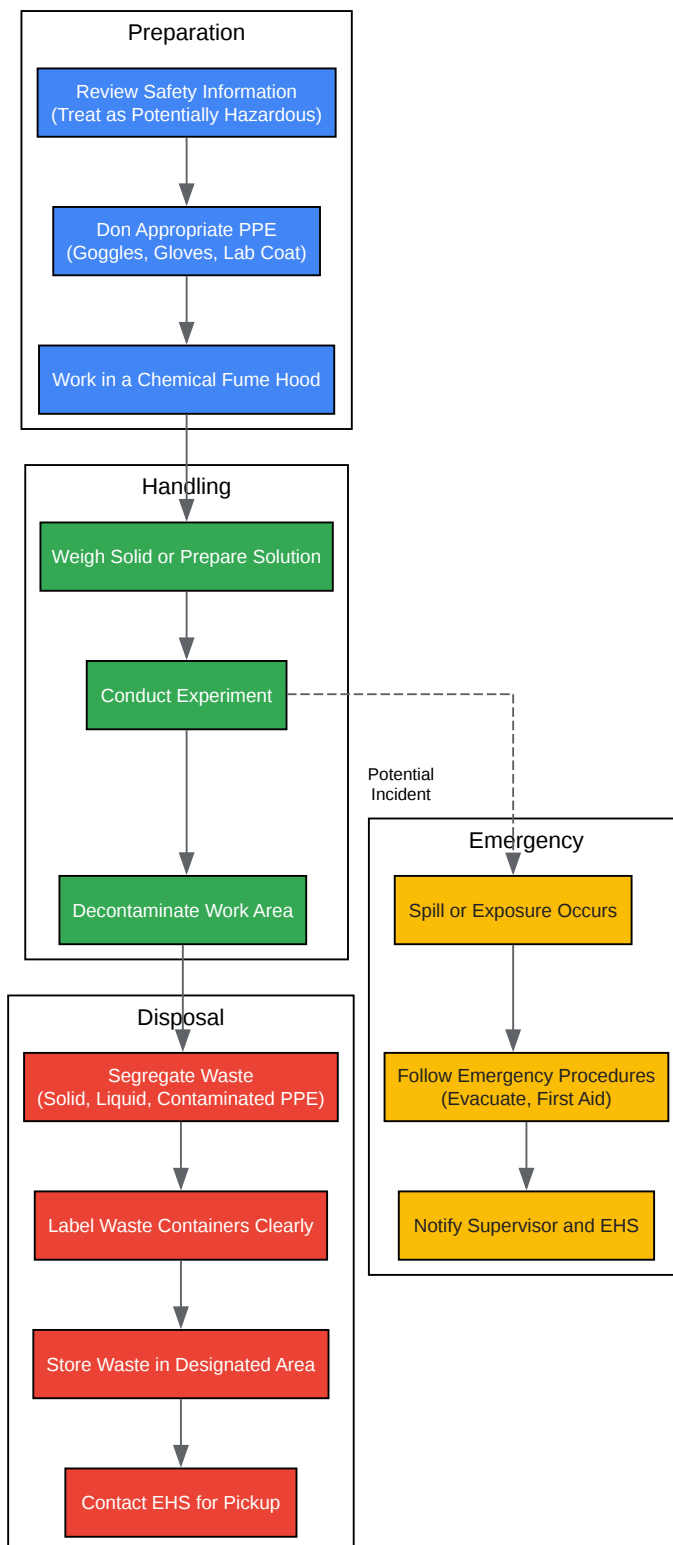 Preparation
Review Safety Information
(Treat as Potentially Hazardous)
Don Appropriate PPE
(Goggles, Gloves, Lab Coat)
Work in a Chemical Fume Hood
Handling
Weigh Solid or Prepare Solution
Conduct Experiment
Potential
Incident
Decontaminate Work Area
Emergency
Spill or Exposure Occurs
Follow Emergency Procedures
(Evacuate, First Aid)
Notify Supervisor and EHS
Disposal
Segregate Waste
(Solid, Liquid, Contaminated PPE)
Label Waste Containers Clearly
Store Waste in Designated Area
Contact EHS for Pickup